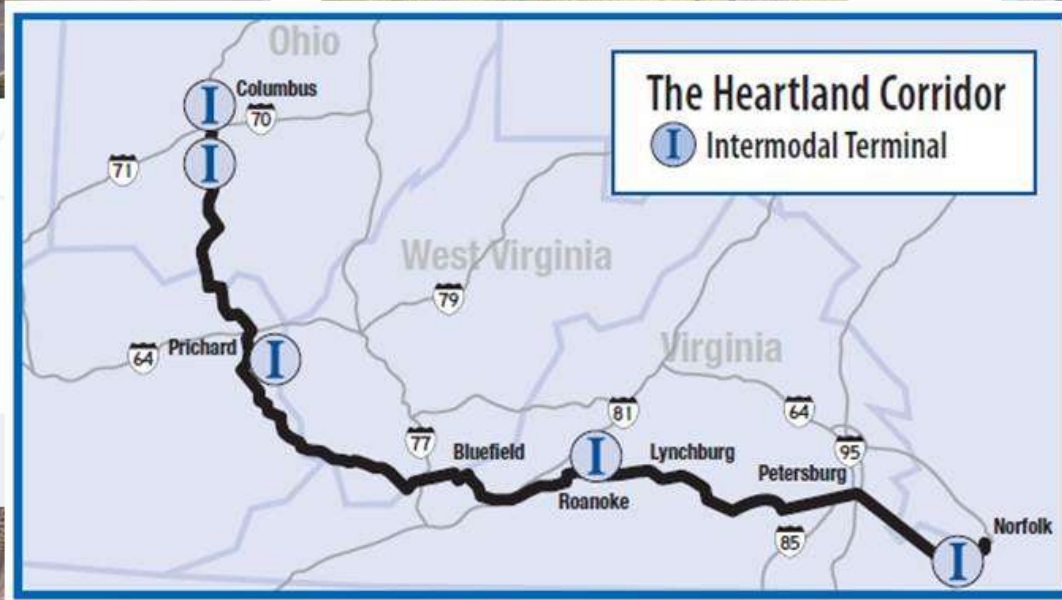 Ohio
The Heartland Corridor
I Intermodal Terminal
I Columbus
70
71
I
West Virginia
79
Prichard I
64
Virginia
81
64
77
95
Bluefield
I
Lynchburg
Petersburg
Roanoke
85
Norfolk
I